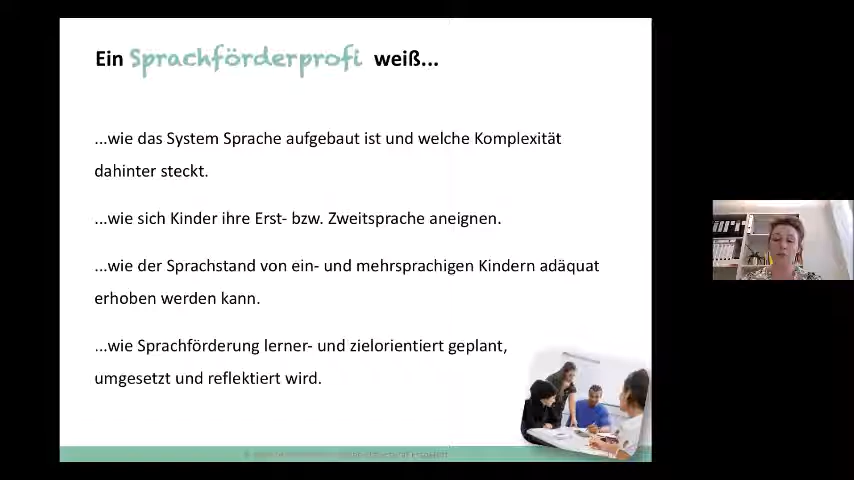 Ein Sprachförderprofi weiß...
...wie das System Sprache aufgebaut ist und welche Komplexität
dahinter steckt.
...wie sich Kinder ihre Erst- bzw. Zweitsprache aneignen.
...wie der Sprachstand von ein- und mehrsprachigen Kindern adäquat
erhoben werden kann.
...wie Sprachförderung lerner- und zielorientiert geplant,
umgesetzt und reflektiert wird.